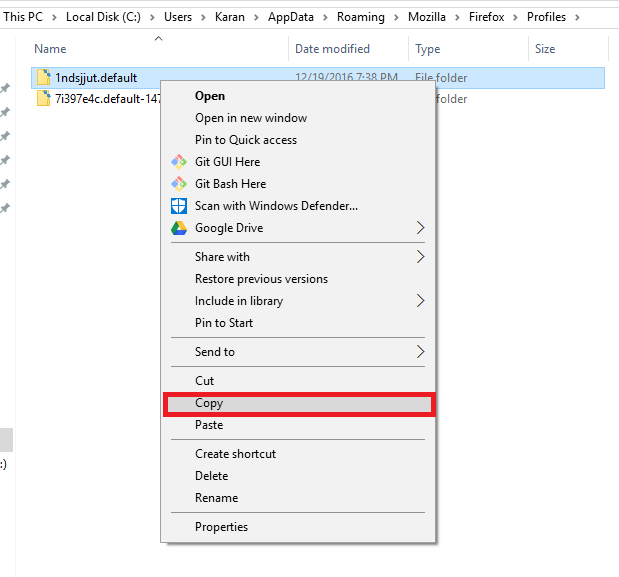 This PC > Local Disk (C:) > Users > Karan > AppData > Roaming > Mozilla > Firefox > Profiles >
Name Date modified Type Size
1ndsjjut.default 12/19/2016 7:38 PM File folder
7i397e4c.default-147 folder
Open
Open in new window
Pin to Quick access
Git GUI Here
Git Bash Here
Scan with Windows Defender...
Google Drive
Share with
Restore previous versions
Include in library
Pin to Start
Send to
Cut
Copy
Paste
:)
Create shortcut
Delete
Rename
Properties